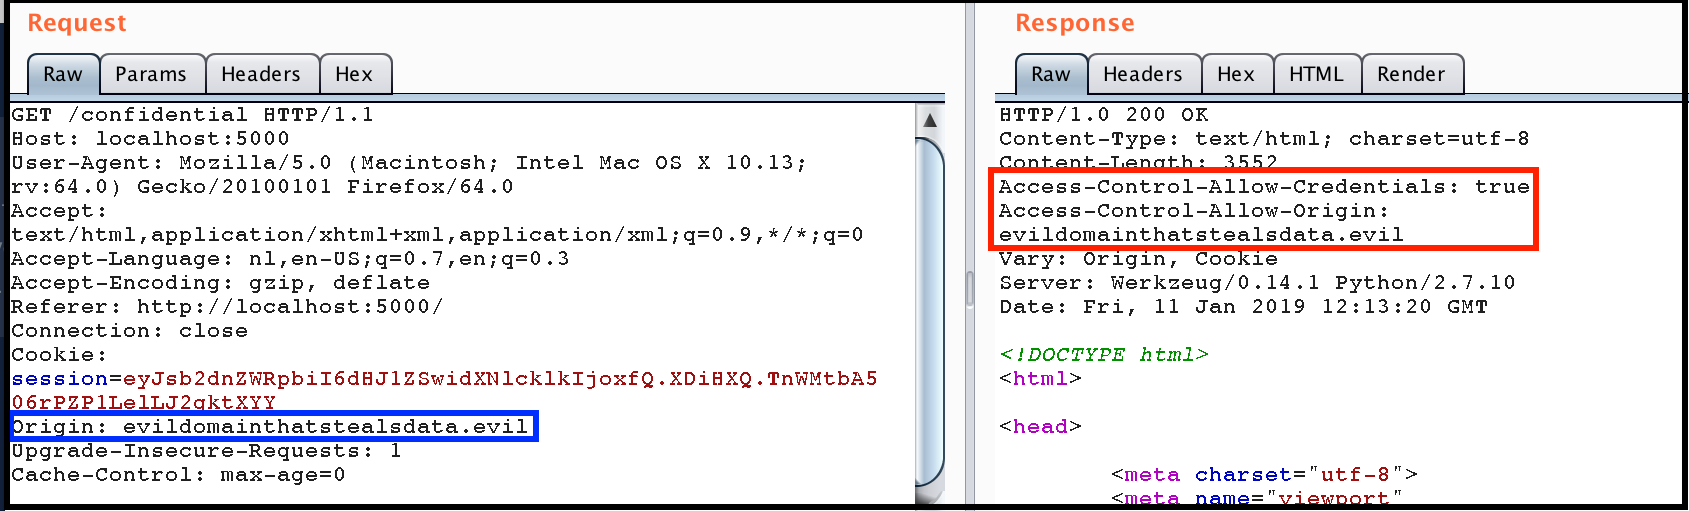 Request
Raw
Params
Headers
Hex
GET /confidential HTTP/1.1
Host: localhost:5000
User-Agent: Mozilla/5.0 (Macintosh; Intel Mac OS X 10.13;
rv:64.0) Gecko/20100101 Firefox/64.0
Accept:
text/html,application/xhtml+xml,application/xml;q=0.9,*/*;q=0
Accept-Language: nl,en-US;q=0.7,en;q=0.3
Accept-Encoding: gzip, deflate
Referer: http://localhost:5000/
Connection: close
Cookie:
session=eyJsb2dnZWRpbiI6dHJ1ZSwidXNlcklkIjoxfQ.XDiHXQ.TnWMtbA5
06rPZPlLelLJ2qktXYY
Origin: evildomainthatstealsdata.evil
Upgrade-Insecure-Requests: 1
Cache-Control: max-age=0
Response
Raw
Headers
Hex
HTML
Render
HTTP/1.0 200 OK
Content-Type: text/html; charset=utf-8
Content-Length: 3552
Access-Control-Allow-Credentials: true
Access-Control-Allow-Origin:
evildomainthatstealsdata.evil
Vary: Origin, Cookie
Server: Werkzeug/0.14.1 Python/2.7.10
Date: Fri, 11 Jan 2019 12:13:20 GMT
<!DOCTYPE html>
<html>
<head>
<meta charset="utf-8">
<meta name="viewport"